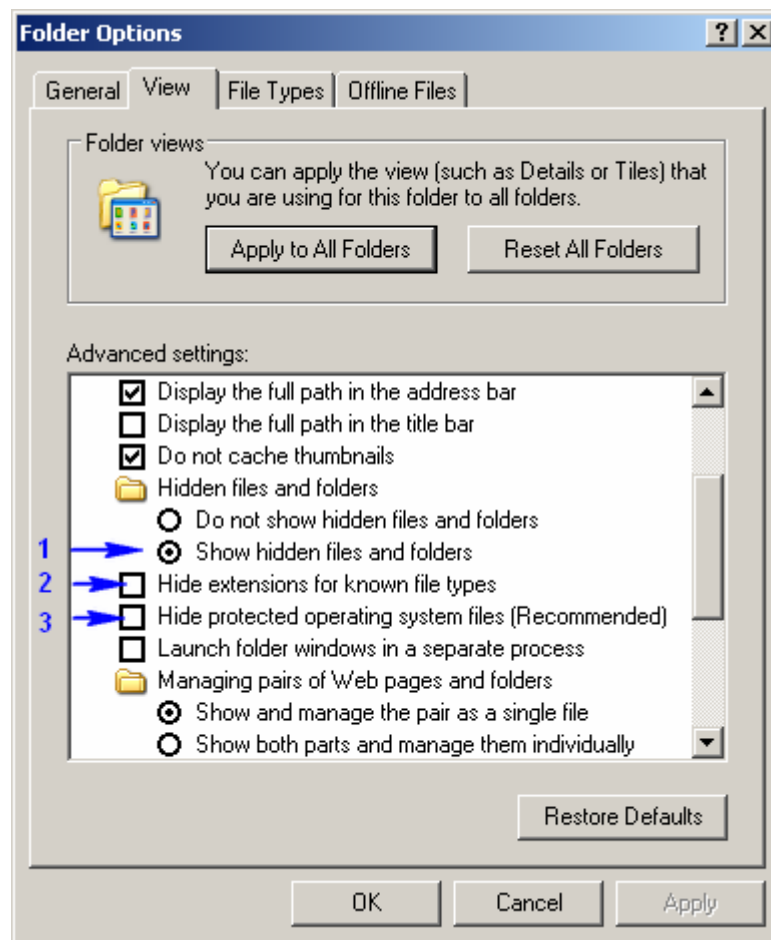 Folder Options
General View File Types Offline Files
Folder views
You can apply the view (such as Details or Tiles) that
you are using for this folder to all folders.
Apply to All Folders Reset All Folders
Advanced settings:
Display the full path in the address bar
Display the full path in the title bar
Do not cache thumbnails
Hidden files and folders
Do not show hidden files and folders
1 Show hidden files and folders
2 Hide extensions for known file types
3 Hide protected operating system files (Recommended)
Launch folder windows in a separate process
Managing pairs of Web pages and folders
Show and manage the pair as a single file
Show both parts and manage them individually
Restore Defaults
OK Cancel Apply